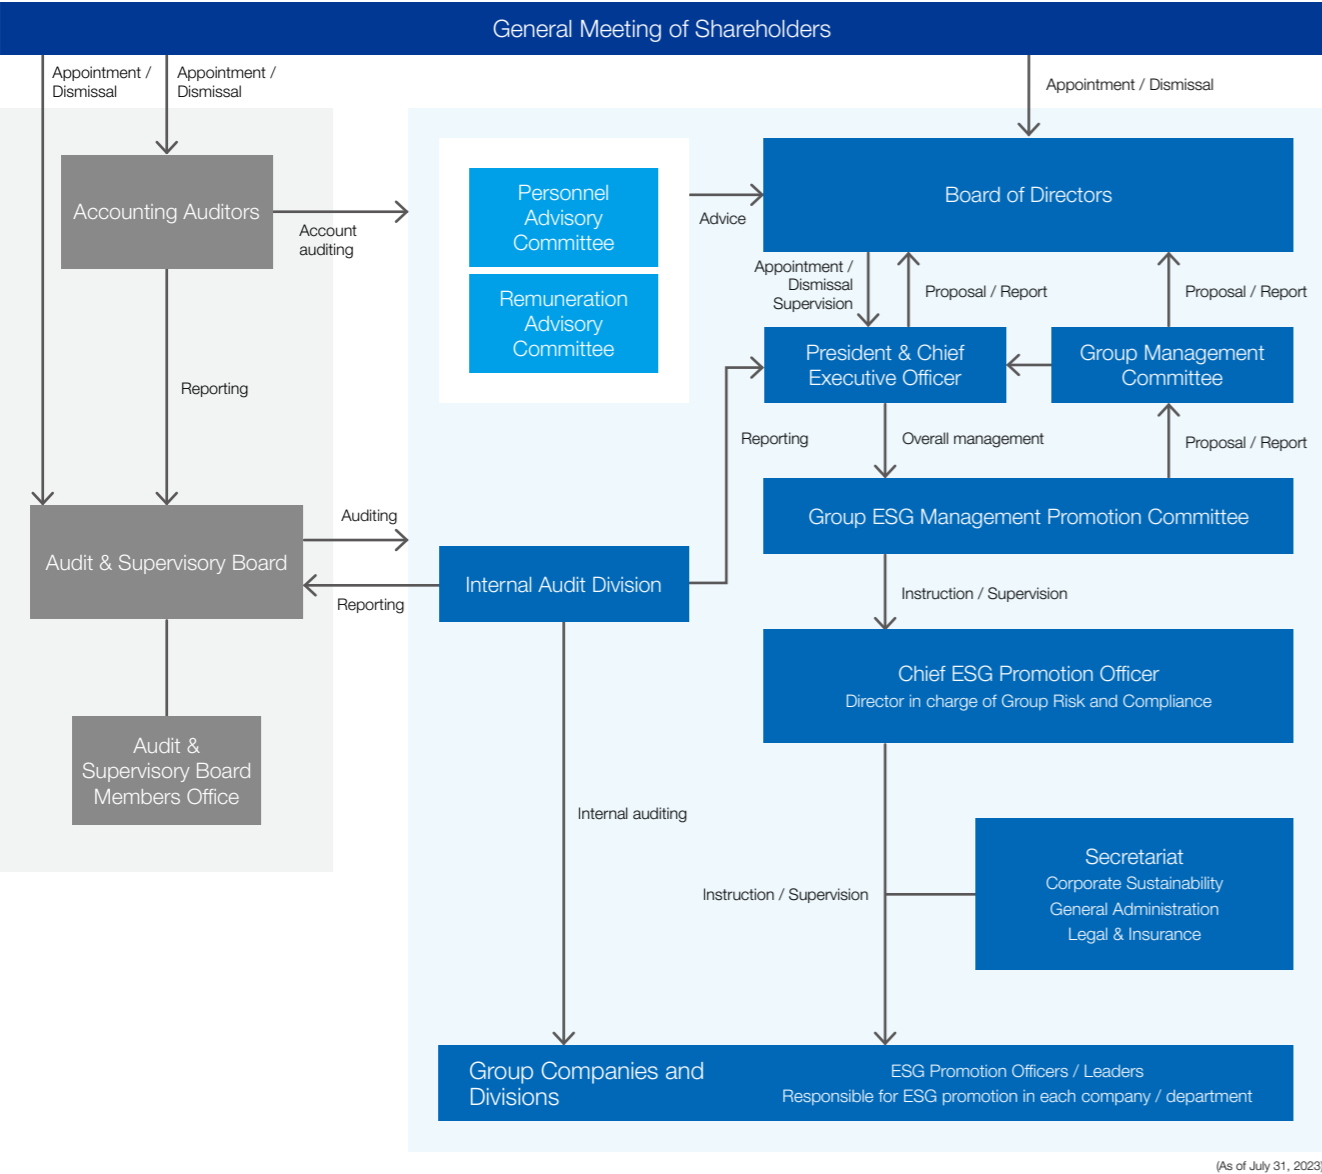 General Meeting of Shareholders
Appointment /
Dismissal
Appointment /
Dismissal
Appointment / Dismissal
Accounting Auditors
Account
auditing
Personnel
Advisory
Committee
Remuneration
Advisory
Committee
Advice
Board of Directors
Appointment /
Dismissal
Supervision
Proposal / Report
Proposal / Report
President & Chief
Executive Officer
Group Management
Committee
Reporting
Reporting
Overall management
Proposal / Report
Group ESG Management Promotion Committee
Auditing
Audit & Supervisory Board
Reporting
Internal Audit Division
Instruction / Supervision
Chief ESG Promotion Officer
Director in charge of Group Risk and Compliance
Audit &
Supervisory Board
Members Office
Internal auditing
Instruction / Supervision
Secretariat
Corporate Sustainability
General Administration
Legal & Insurance
Group Companies and
Divisions
ESG Promotion Officers / Leaders
Responsible for ESG promotion in each company / department
(As of July 31, 2023)